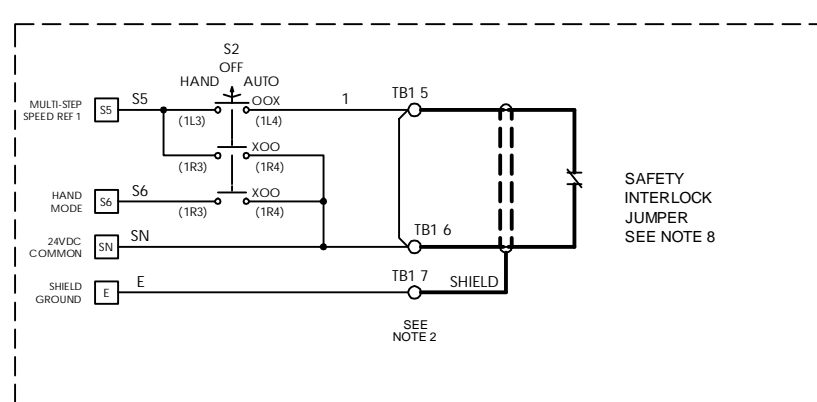 S2
OFF
HAND AUTO
MULTI-STEP
SPEED REF 1
S5
S5
OOX
(1L3)
(1L4)
1
TB1 5
XOO
(1R3)
(1R4)
HAND
MODE
S6
S6
XOO
(1R3)
(1R4)
24VDC
COMMON
SN
SN
TB1 6
SHIELD
GROUND
E
E
TB1 7
SHIELD
SEE
NOTE 2
SAFETY
INTERLOCK
JUMPER
SEE NOTE 8